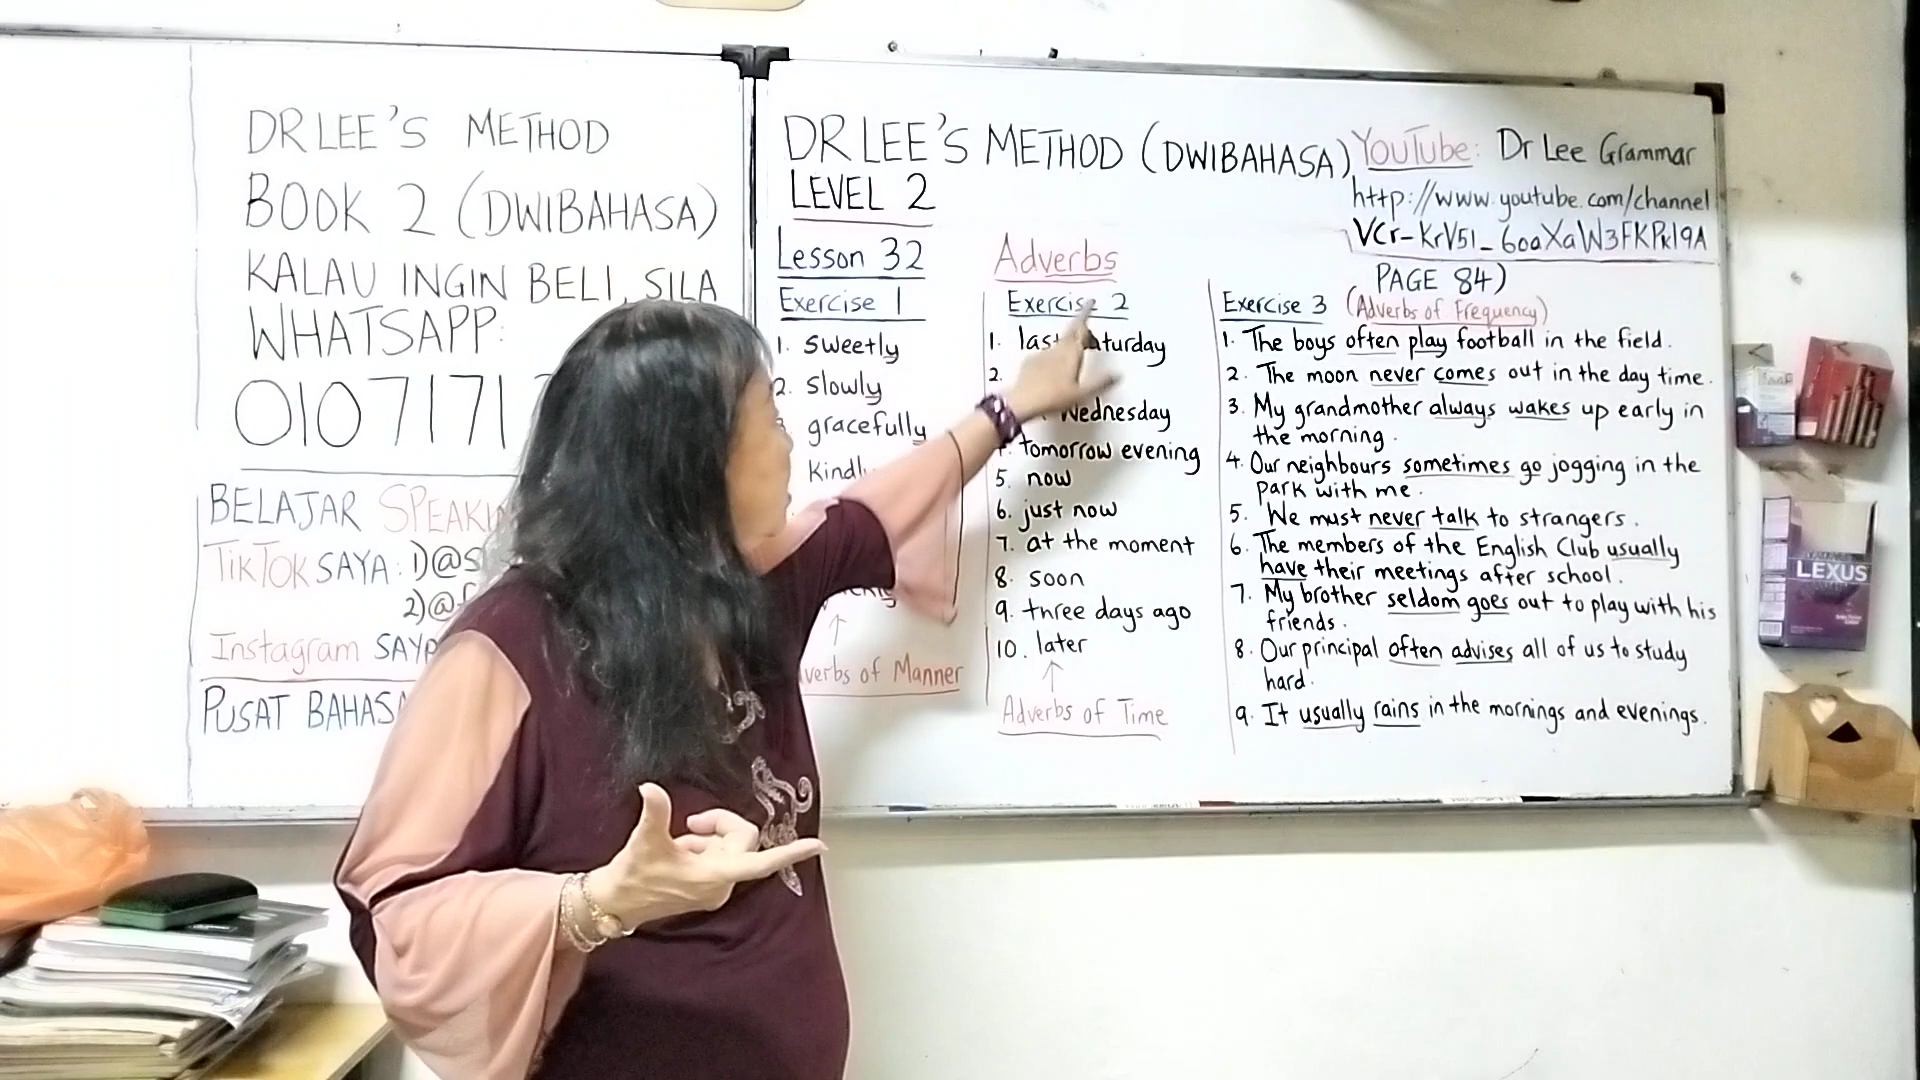 DR LEE'S METHOD
BOOK 2 (DWIBAHASA)
KALAU INGIN BELI, SILA
WHATSAPP:
0107171
BELAJAR
TikTok SAYA: 1)@
2)@
Instagram
PUSAT BAHASA
DR LEE'S METHOD (DWIBAHASA)
LEVEL 2
YouTube: Dr Lee Grammar
http://www.youtube.com/channel
PAGE 84)
Lesson 32
Adverbs
Exercise 1
1. sweetly
2. slowly
gracefully
of Manner
Exercise 2
1.
2.
Wednesday
tomorrow evening
5. now
6. just now
7. at the moment
8. soon
9. three days ago
10. later
Adverbs of Time
Exercise 3 (Adverbs of Frequency)
1. The boys often play football in the field.
2. The moon never comes out in the day time.
3. My grandmother always wakes up early in
the morning.
4. Our neighbours sometimes go jogging in the
park with me.
5. We must never talk to strangers.
6. The members of the English Club usually
have their meetings after school.
7. My brother seldom goes out to play with his
friends.
8. Our principal often advises all of us to study
hard.
9. It usually rains in the mornings and evenings.
LEXUS